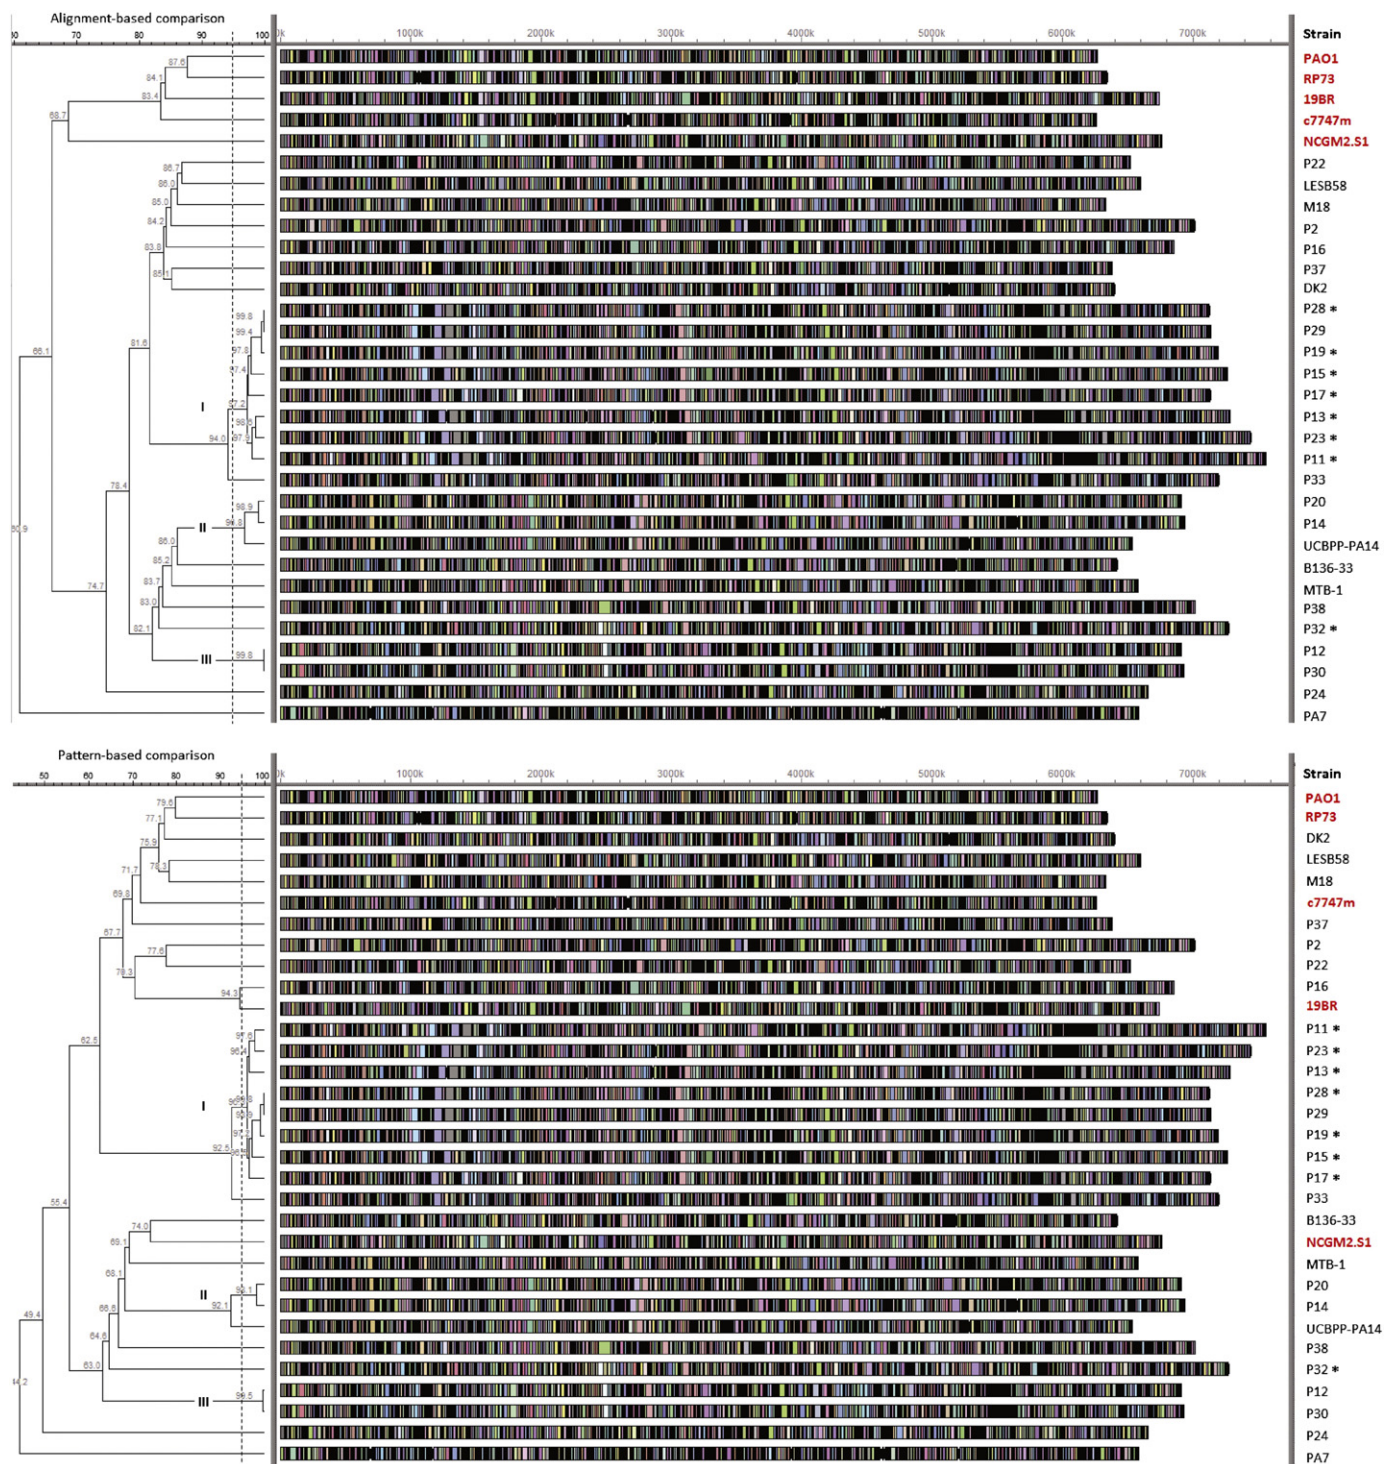 Alignment-based comparison
70 80 90 100
0k 1000k 2000k 3000k 4000k 5000k 6000k 7000k
Strain
PAO1
87.6
RP73
84.1
19BR
83.4
c7747m
68.7
NCGM2.S1
P22
86.7
LESB58
86.0
M18
85.0
P2
84.2
P16
83.8
P37
85.1
DK2
P28 *
99.8
P29
99.4
P19 *
97.8
81.6
66.1
P15 *
97.4
P17 *
I
97.2
P13 *
P23 *
94.0
P11 *
P33
78.4
P20
98.9
P14
II
UCBPP-PA14
86.0
B136-33
85.2
MTB-1
83.7
P38
83.0
P32 *
82.1
P12
99.8
III
P30
74.7
P24
PA7
Pattern-based comparison
50 60 70 80 90 100
0k 1000k 2000k 3000k 4000k 5000k 6000k 7000k
Strain
PAO1
79.6
RP73
77.1
DK2
75.9
LESB58
78.3
71.7
M18
69.8
c7747m
P37
67.7
P2
77.6
P22
70.3
P16
94.3
19BR
P11 *
97.6
62.5
P23 *
P13 *
P28 *
I
P29
P19 *
92.5
P15 *
P17 *
55.4
P33
B136-33
74.0
NCGM2.S1
69.1
MTB-1
68.1
P20
II
P14
92.1
66.6
49.4
UCBPP-PA14
64.6
P38
63.0
P32 *
P12
III
P30
P24
PA7